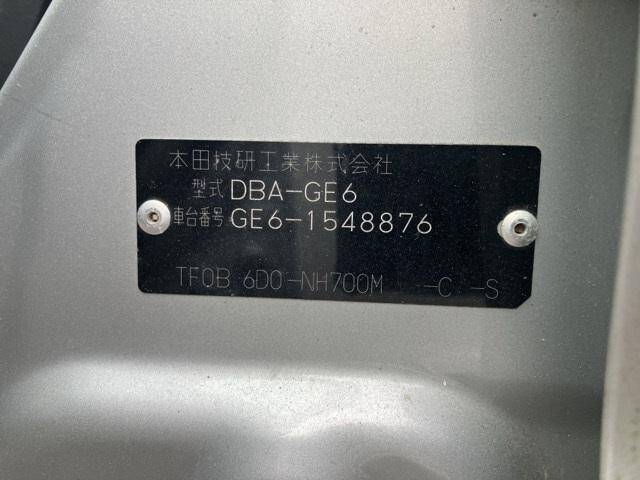 本田技研工業株式会社
型式 DBA-GE6
車台番号 GE6-1548876
TF0B 6D0-NH700M -C -S